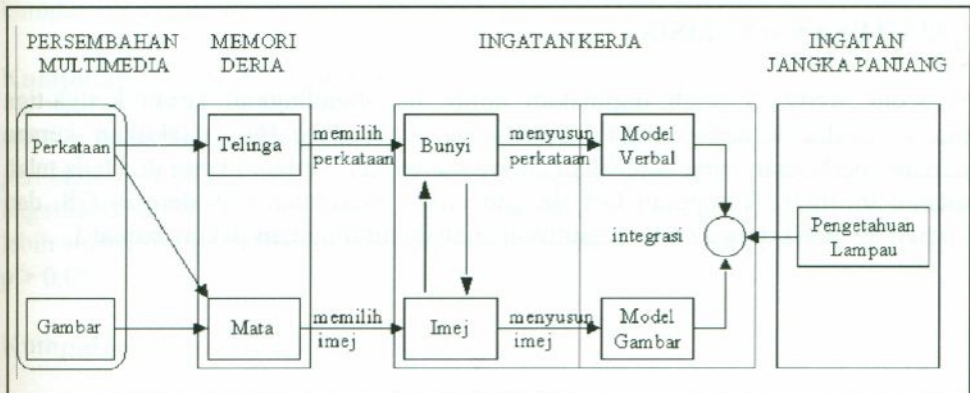 PERSEMBAHAN
MULTIMEDIA
MEMORI
DERIA
INGATAN KERJA
INGATAN
JANGKA PANJANG
Perkataan
Telinga
memilih
perkataan
Bunyi
menyusun
perkataan
Model
Verbal
integrasi
Pengetahuan
Lampau
Gambar
Mata
memilih
imej
Imej
menyusun
imej
Model
Gambar